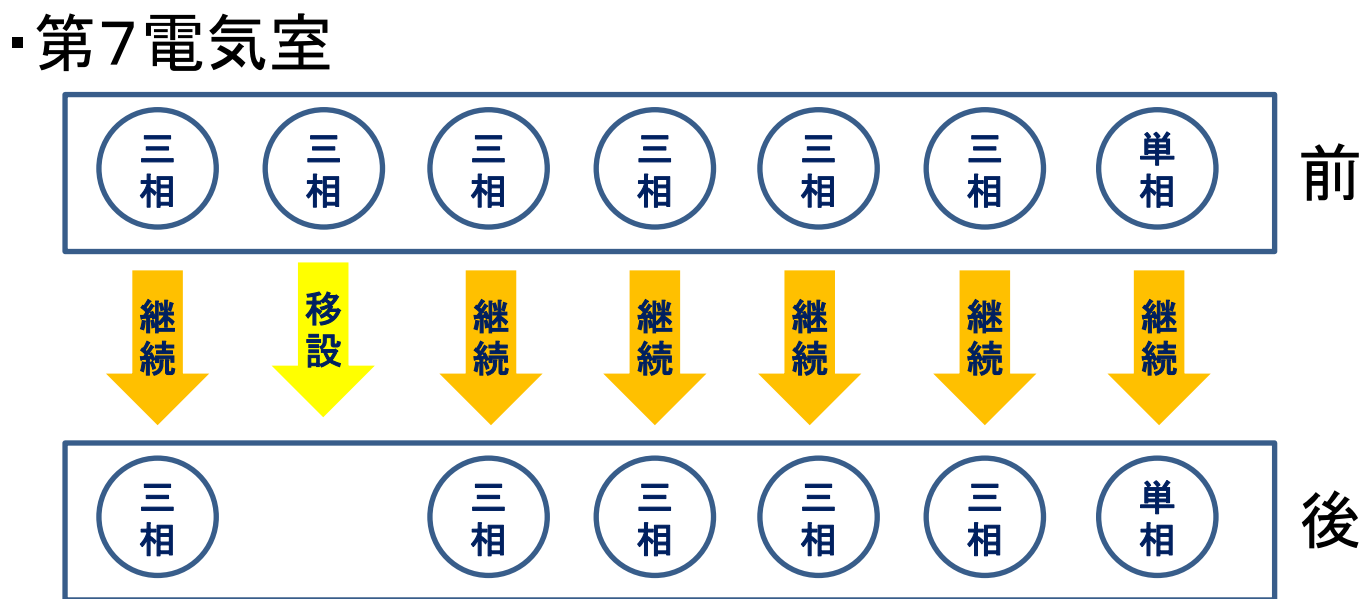 ・第7電気室
三相 三相 三相 三相 三相 三相 単相
前
継続 移設 継続 継続 継続 継続 継続
三相 三相 三相 三相 三相 単相
後